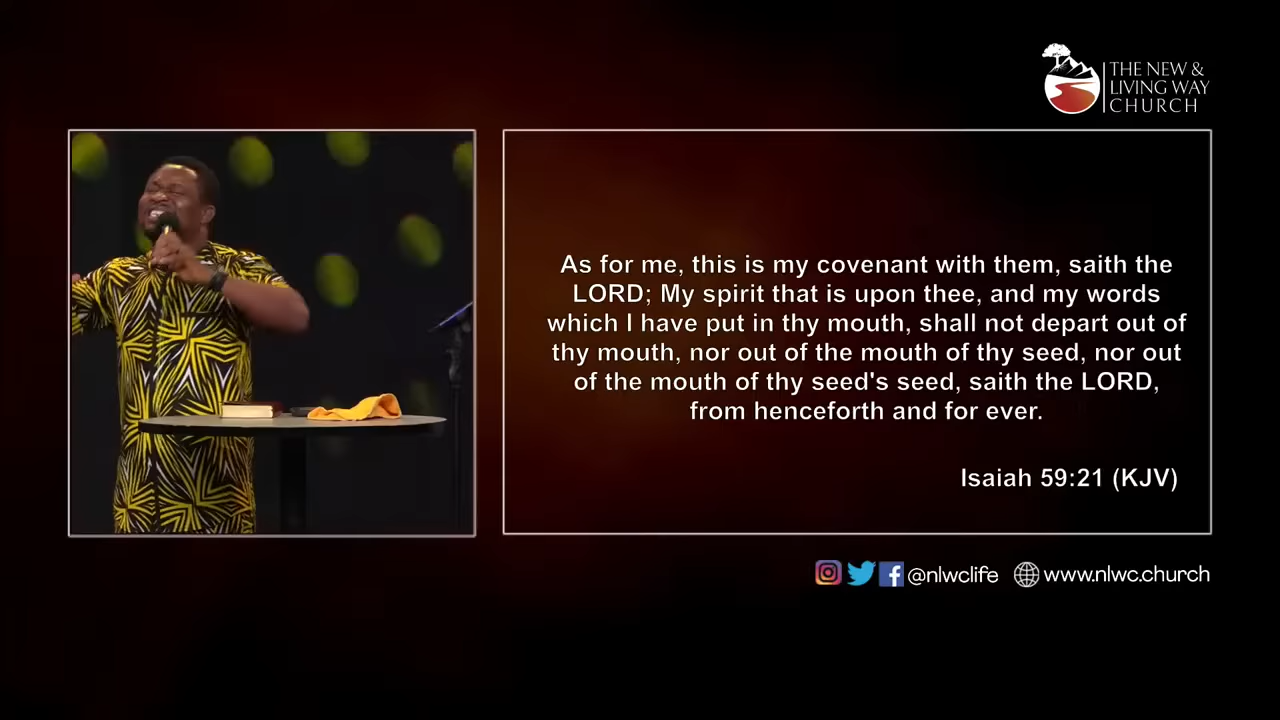 THE NEW &
LIVING WAY
CHURCH
As for me, this is my covenant with them, saith the
LORD; My spirit that is upon thee, and my words
which I have put in thy mouth, shall not depart out of
thy mouth, nor out of the mouth of thy seed, nor out
of the mouth of thy seed's seed, saith the LORD,
from henceforth and for ever.
Isaiah 59:21 (KJV)
@nlwclife www.nlwc.church